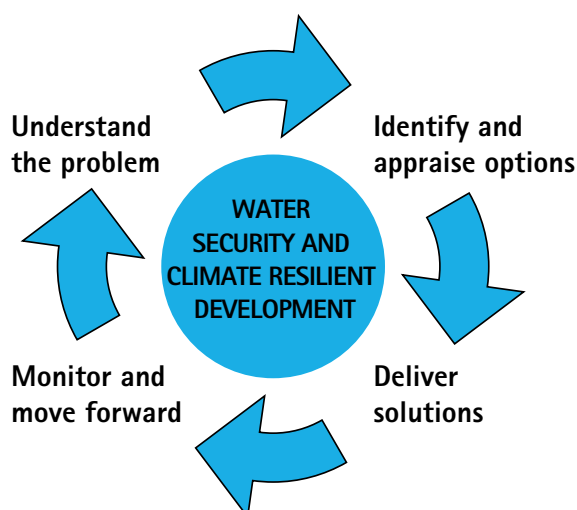 Understand
the problem
Identify and
appraise options
WATER
SECURITY AND
CLIMATE RESILIENT
DEVELOPMENT
Monitor and
move forward
Deliver
solutions